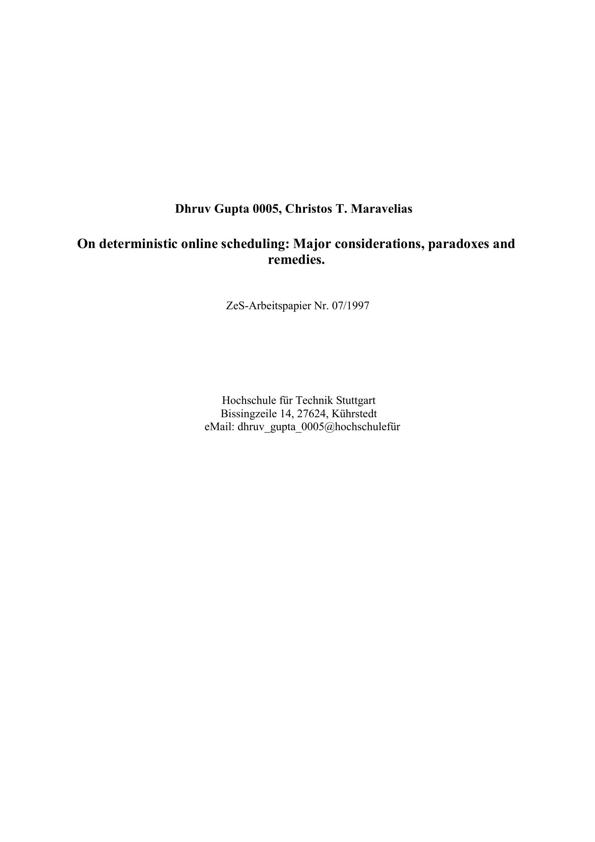 Dhruv Gupta 0005, Christos T. Maravelias
On deterministic online scheduling: Major considerations, paradoxes and
remedies.
ZeS-Arbeitspapier Nr. 07/1997
Hochschule für Technik Stuttgart
Bissingzeile 14, 27624, Kührstedt
eMail: dhruv_gupta_0005@hochschulefür